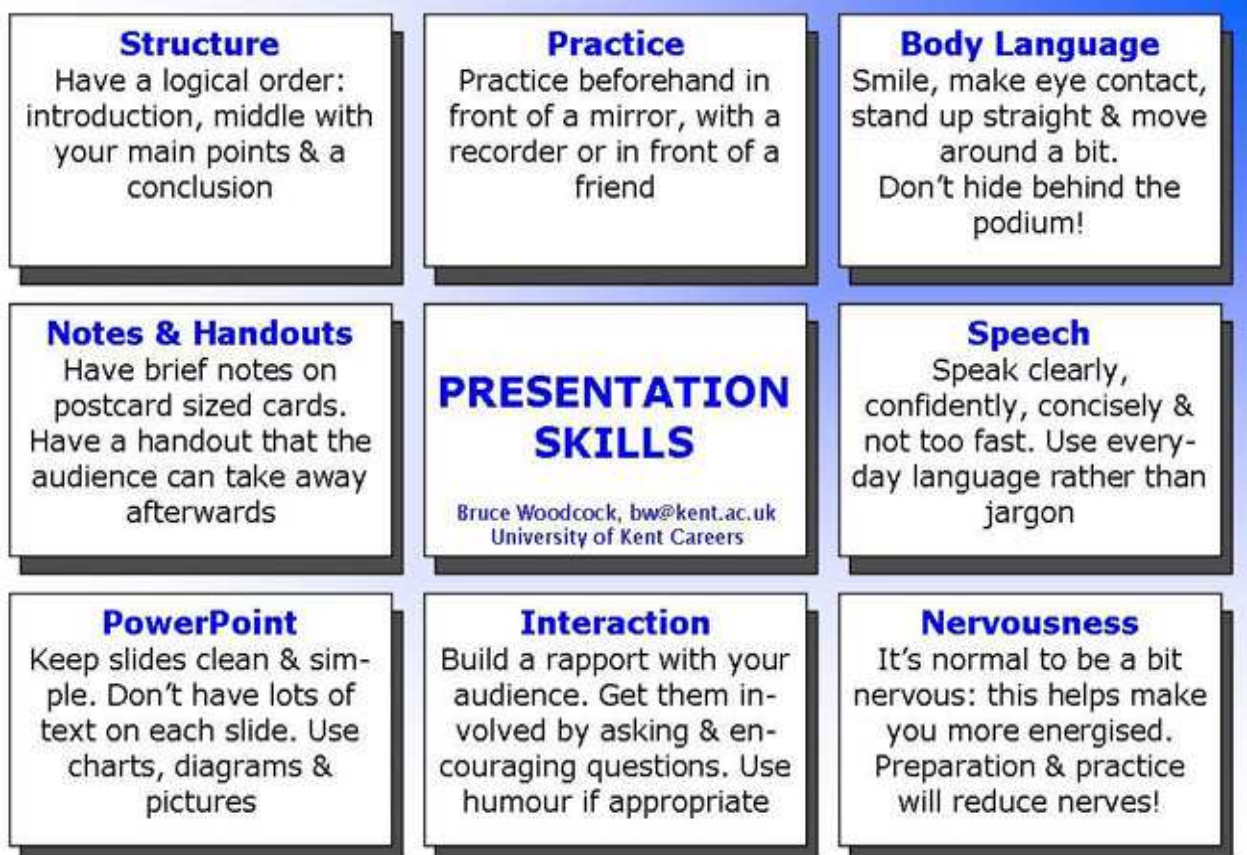 Structure
Have a logical order:
introduction, middle with
your main points & a
conclusion
Practice
Practice beforehand in
front of a mirror, with a
recorder or in front of a
friend
Body Language
Smile, make eye contact,
stand up straight & move
around a bit.
Don't hide behind the
podium!
Notes & Handouts
Have brief notes on
postcard sized cards.
Have a handout that the
audience can take away
afterwards
PRESENTATION
SKILLS
Bruce Woodcock, bw@kent.ac.uk
University of Kent Careers
Speech
Speak clearly,
confidently, concisely &
not too fast. Use every-
day language rather than
jargon
PowerPoint
Keep slides clean & sim-
ple. Don't have lots of
text on each slide. Use
charts, diagrams &
pictures
Interaction
Build a rapport with your
audience. Get them in-
volved by asking & en-
couraging questions. Use
humour if appropriate
Nervousness
It's normal to be a bit
nervous: this helps make
you more energised.
Preparation & practice
will reduce nerves!